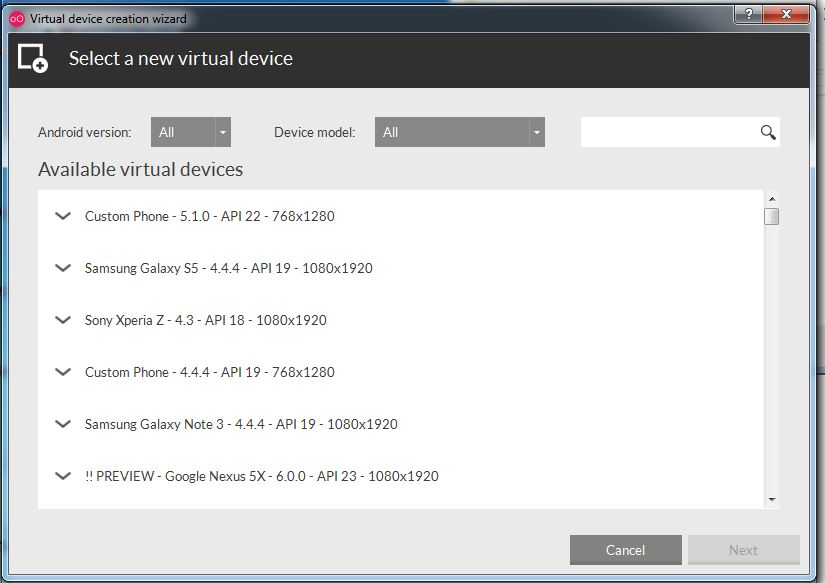 Virtual device creation wizard
Select a new virtual device
Android version: All Device model: All
Available virtual devices
Custom Phone - 5.1.0 - API 22 - 768x1280
Samsung Galaxy S5 - 4.4.4 - API 19 - 1080x1920
Sony Xperia Z - 4.3 - API 18 - 1080x1920
Custom Phone - 4.4.4 - API 19 - 768x1280
Samsung Galaxy Note 3 - 4.4.4 - API 19 - 1080x1920
!! PREVIEW - Google Nexus 5X - 6.0.0 - API 23 - 1080x1920
Cancel Next